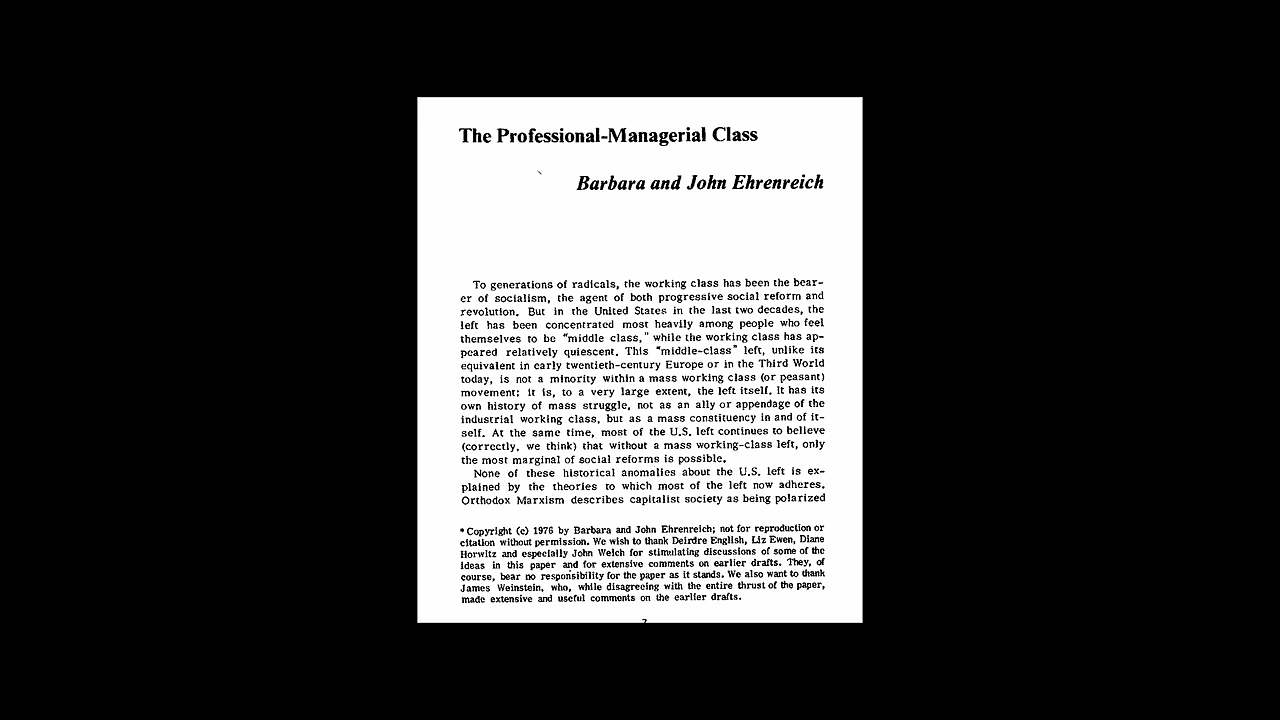 The Professional-Managerial Class
Barbara and John Ehrenreich
To generations of radicals, the working class has been the bear-
er of socialism, the agent of both progressive social reform and
revolution. But in the United States in the last two decades, the
left has been concentrated most heavily among people who feel
themselves to be "middle class," while the working class has ap-
peared relatively quiescent. This "middle-class" left, unlike its
equivalent in early twentieth-century Europe or in the Third World
today, is not a minority within a mass working class (or peasant)
movement; it is, to a very large extent, the left itself. It has its
own history of mass struggle, not as an ally or appendage of the
industrial working class, but as a mass constituency in and of it-
self. At the same time, most of the U.S. left continues to believe
(correctly, we think) that without a mass working-class left, only
the most marginal of social reforms is possible.
None of these historical anomalies about the U.S. left is ex-
plained by the theories to which most of the left now adheres.
Orthodox Marxism describes capitalist society as being polarized
* Copyright (c) 1976 by Barbara and John Ehrenreich; not for reproduction or
citation without permission. We wish to thank Deirdre English, Liz Ewen, Diane
Horwitz and especially John Welch for stimulating discussions of some of the
ideas in this paper and for extensive comments on earlier drafts. They, of
course, bear no responsibility for the paper as it stands. We also want to thank
James Weinstein, who, while disagreeing with the entire thrust of the paper,
made extensive and useful comments on the earlier drafts.